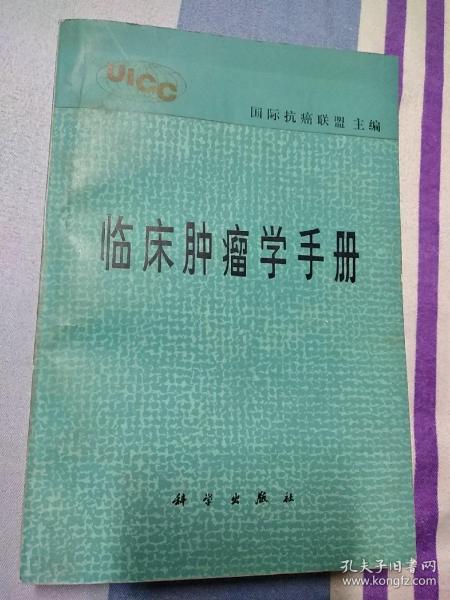 UICC
国际抗癌联盟 主编
临床肿瘤学手册
科学出版社
孔夫子旧书网
www.kongfz.com